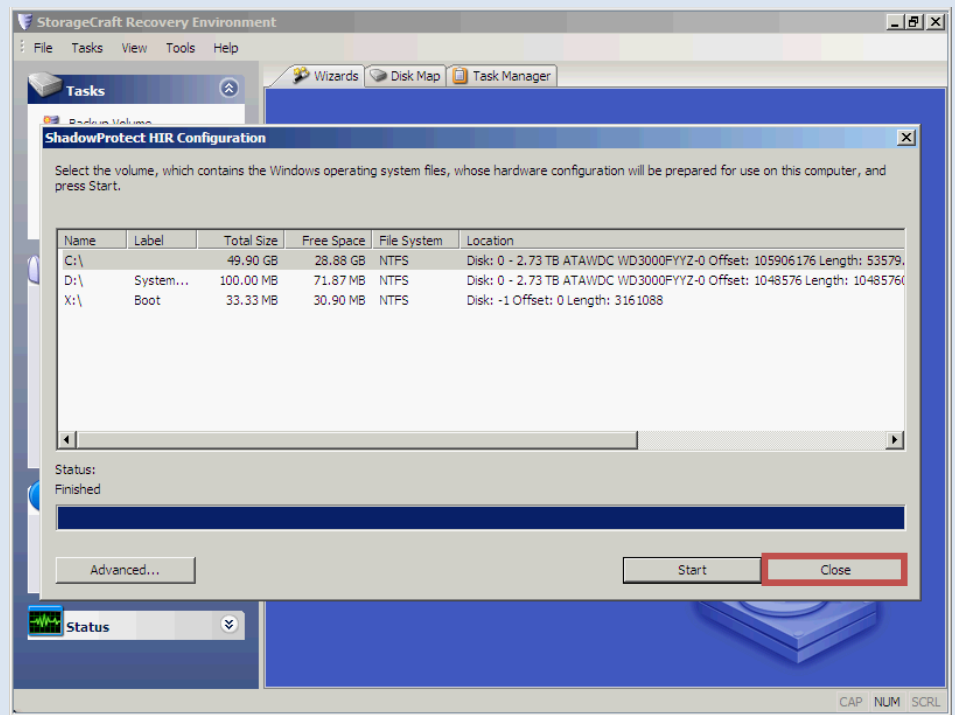 StorageCraft Recovery Environment
File Tasks View Tools Help
Wizards Disk Map Task Manager
Tasks
Backup Volume
ShadowProtect HIR Configuration
Select the volume, which contains the Windows operating system files, whose hardware configuration will be prepared for use on this computer, and
press Start.
Name Label Total Size Free Space File System Location
C:\ 49.90 GB 28.88 GB NTFS Disk: 0 - 2.73 TB ATAWDC WD3000FYYZ-0 Offset: 105906176 Length: 53579.
D:\ System... 100.00 MB 71.87 MB NTFS Disk: 0 - 2.73 TB ATAWDC WD3000FYYZ-0 Offset: 1048576 Length: 10485760
X:\ Boot 33.33 MB 30.90 MB NTFS Disk: -1 Offset: 0 Length: 3161088
Status:
Finished
Advanced... Start Close
Status
CAP NUM SCRL